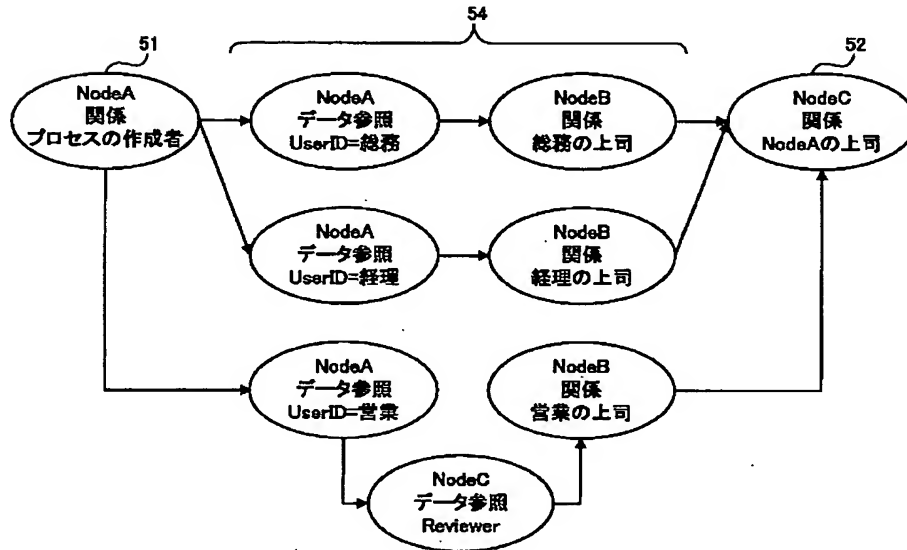 54
51
52
NodeA
関係
プロセスの作成者
NodeA
データ参照
UserID=総務
NodeB
関係
総務の上司
NodeC
関係
NodeAの上司
NodeA
データ参照
UserID=経理
NodeB
関係
経理の上司
NodeA
データ参照
UserID=営業
NodeB
関係
営業の上司
NodeC
データ参照
Reviewer